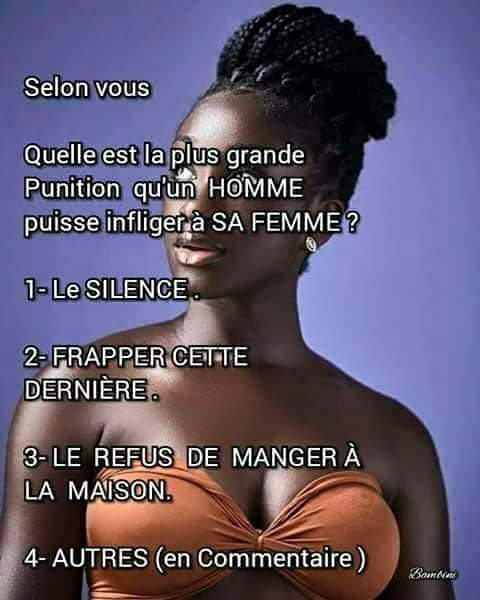 Selon vous
Quelle est la plus grande
Punition qu'un HOMME
puisse infliger à SA FEMME ?
1- Le SILENCE .
2- FRAPPER CETTE
DERNIÈRE .
3- LE REFUS DE MANGER À
LA MAISON.
4- AUTRES (en Commentaire )
Bambini